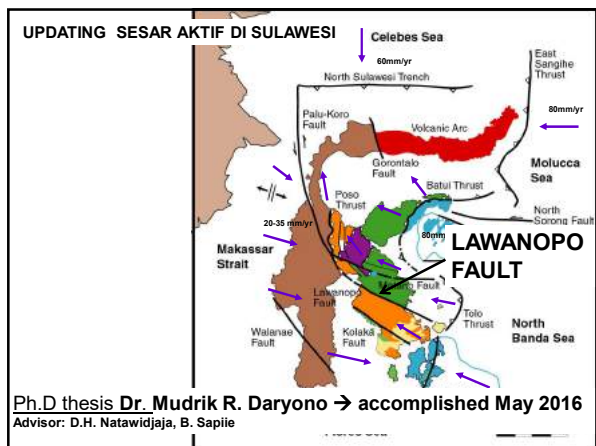 UPDATING SESAR AKTIF DI SULAWESI
Celebes Sea
East
Sangihe
Thrust
60mm/yr
North Sulawesi Trench
80mm/yr
Palu-Koro
Fault
Volcanic Arc
Gorontalo
Fault
Molucca
Sea
Batui Thrust
Poso
Thrust
North
Sorong Fault
20-35 mm/yr
80mm
LAWANOPO
FAULT
Makassar
Strait
Fault
Lawanopo
Fault
Tolo
Thrust
Walanae
Fault
Kolaka
Fault
North
Banda Sea
Ph.D thesis Dr. Mudrik R. Daryono → accomplished May 2016
Advisor: D.H. Natawidjaja, B. Sapiie